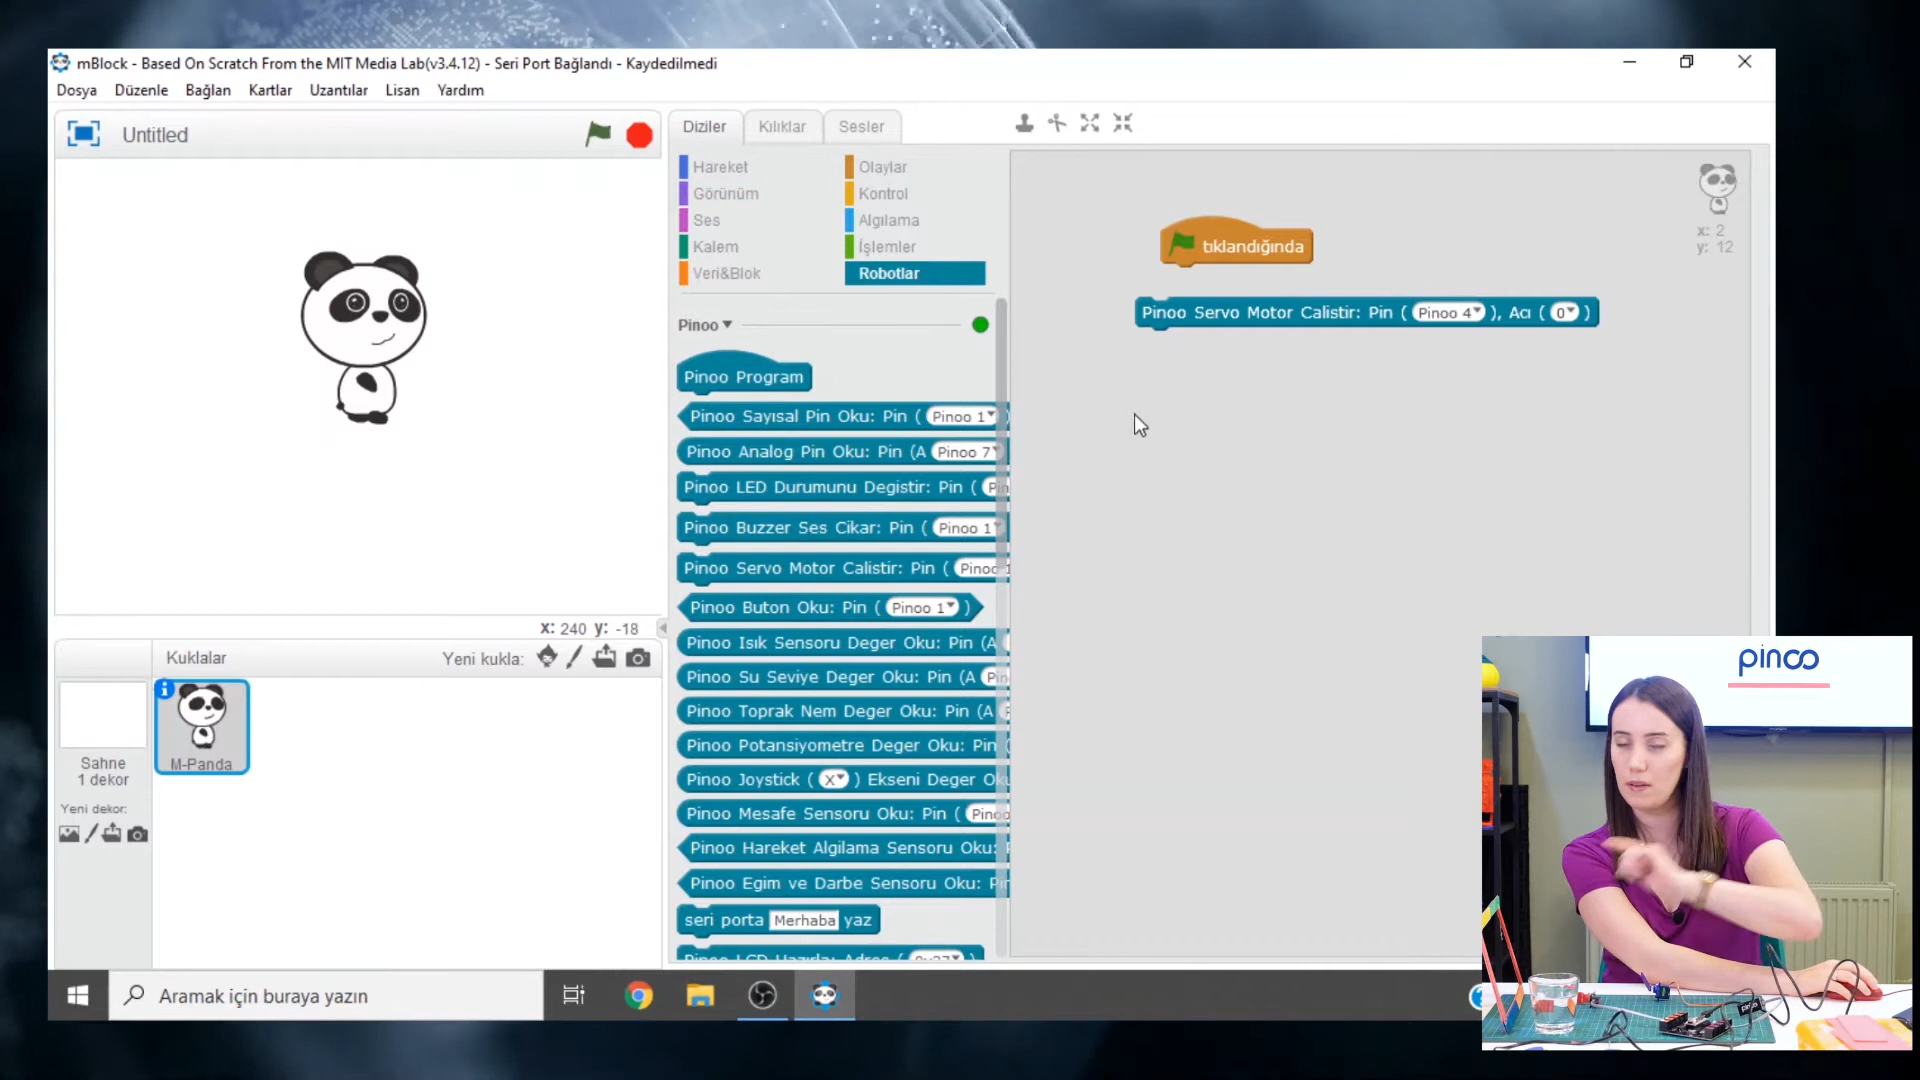 mBlock - Based On Scratch From the MIT Media Lab(v3.4.12) - Seri Port Bağlandı - Kaydedilmedi
Dosya Düzenle Bağlan Kartlar Uzantılar Lisan Yardım
Untitled
x: 240 y: -18
Kuklalar
Yeni kukla:
M-Panda
Sahne
1 dekor
Yeni dekor:
Diziler Kılıklar Sesler
Hareket Olaylar
Görünüm Kontrol
Ses Algılama
Kalem İşlemler
Veri&Blok Robotlar
Pinoo
Pinoo Program
Pinoo Sayısal Pin Oku: Pin ( Pinoo 1 )
Pinoo Analog Pin Oku: Pin (A Pinoo 7
Pinoo LED Durumunu Degistir: Pin (
Pinoo Buzzer Ses Cikar: Pin ( Pinoo 1
Pinoo Servo Motor Calistir: Pin ( Pinoo
Pinoo Buton Oku: Pin ( Pinoo 1 )
Pinoo Isık Sensoru Deger Oku: Pin (A
Pinoo Su Seviye Deger Oku: Pin (A
Pinoo Toprak Nem Deger Oku: Pin (A
Pinoo Potansiyometre Deger Oku: Pin
Pinoo Joystick ( X ) Ekseni Deger
Pinoo Mesafe Sensoru Oku: Pin (
Pinoo Hareket Algilama Sensoru Oku:
Pinoo Egim ve Darbe Sensoru Oku:
seri porta Merhaba yaz
Pinoo LCD Hazırla: Adres ( 0x27 )
tıklandığında
Pinoo Servo Motor Calistir: Pin ( Pinoo 4 ), Acı ( 0 )
x: 2
y: 12
pinoo
Aramak için buraya yazın